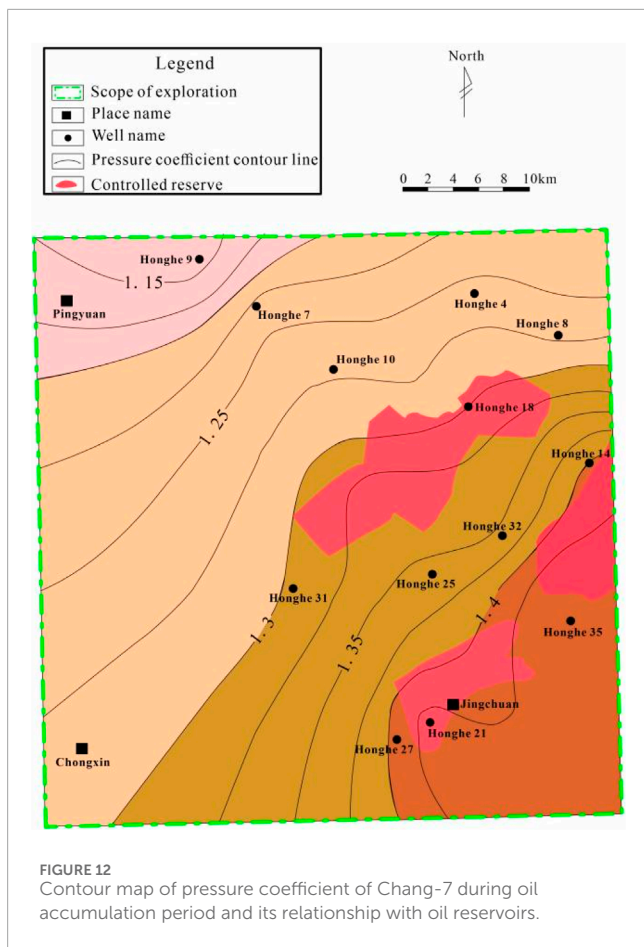 Legend
Scope of exploration
Place name
Well name
Pressure coefficient contour line
Controlled reserve
North
0 2 4 6 8 10km
Honghe 9
1. 15
Pingyuan
Honghe 7
Honghe 4
Honghe 8
Honghe 10
1. 25
Honghe 18
Honghe 14
Honghe 32
Honghe 25
Honghe 31
1. 3
1. 35
1. 4
Honghe 35
Jingchuan
Honghe 21
Honghe 27
Chongxin
FIGURE 12
Contour map of pressure coefficient of Chang-7 during oil
accumulation period and its relationship with oil reservoirs.